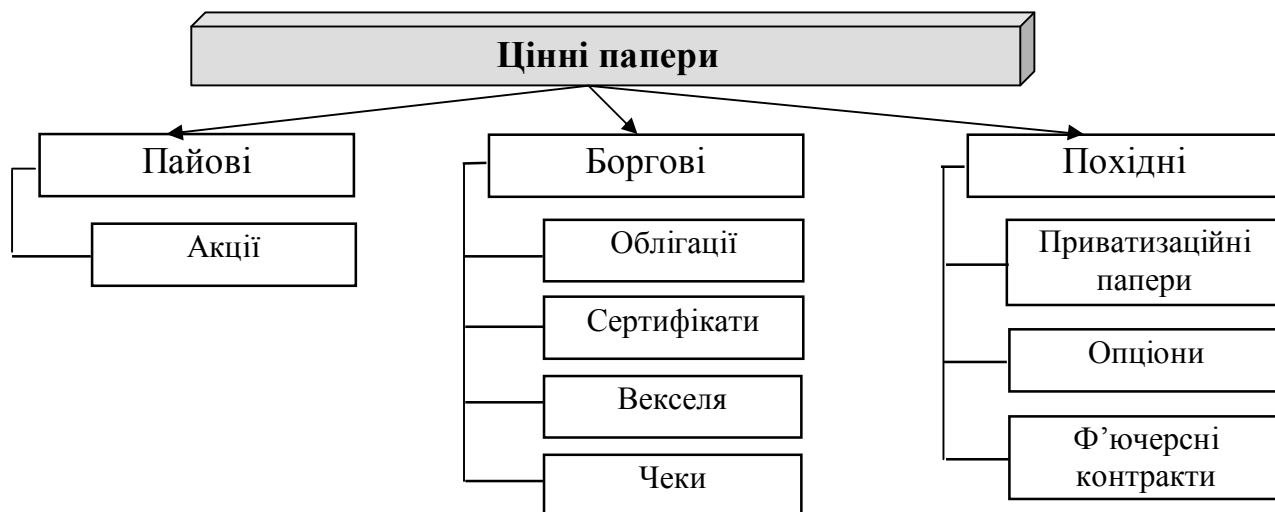 Цінні папери
Пайові
Акції
Боргові
Облігації
Сертифікати
Векселя
Чеки
Похідні
Приватизаційні
папери
Опціони
Ф’ючерсні
контракти